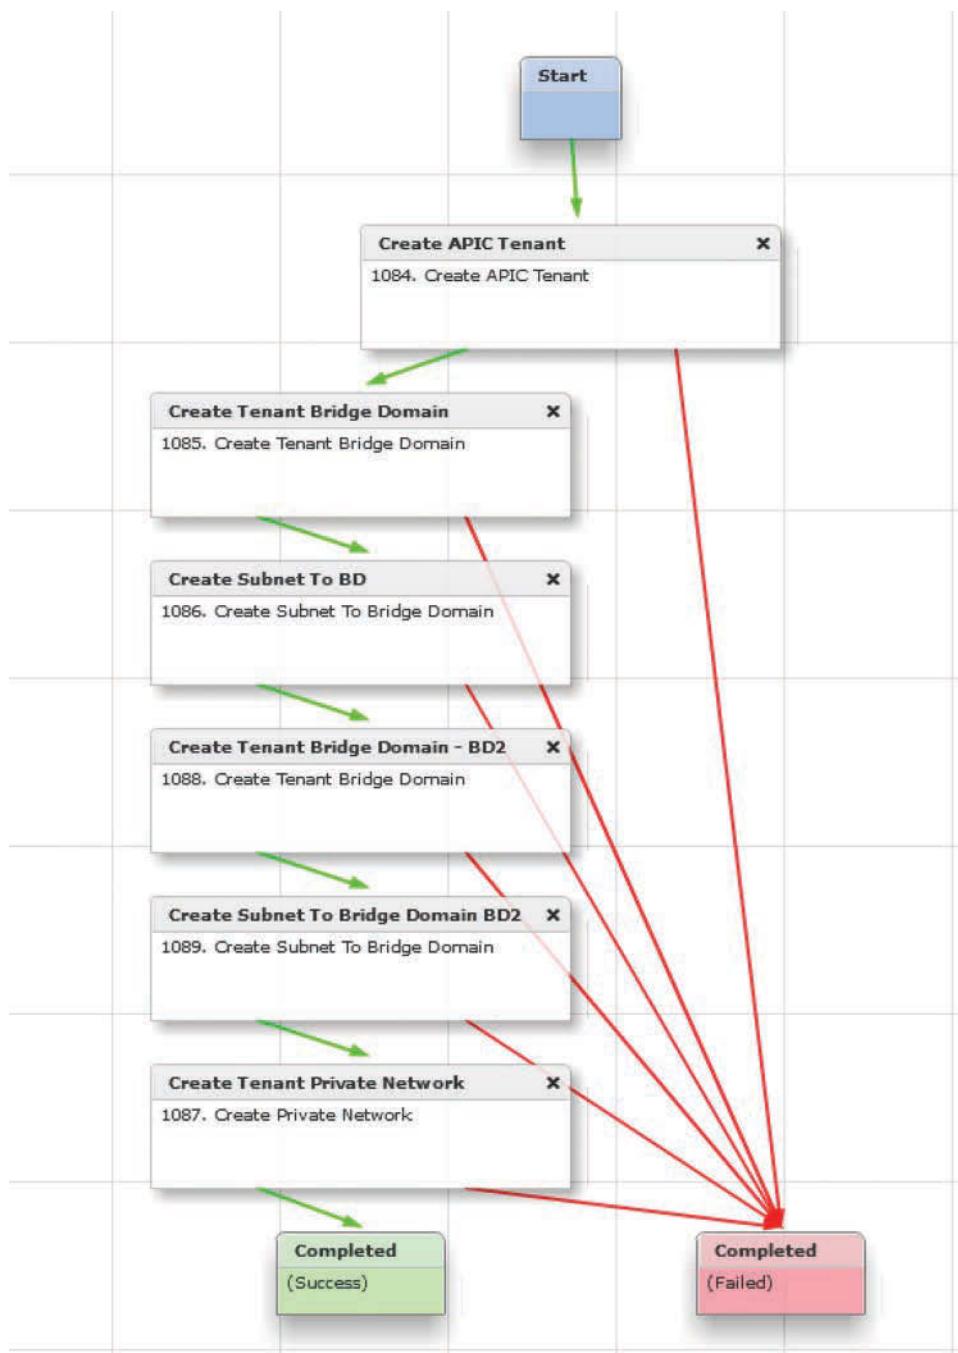 Start
Create APIC Tenant
1084. Create APIC Tenant
Create Tenant Bridge Domain
1085. Create Tenant Bridge Domain
Create Subnet To BD
1086. Create Subnet To Bridge Domain
Create Tenant Bridge Domain - BD2
1088. Create Tenant Bridge Domain
Create Subnet To Bridge Domain BD2
1089. Create Subnet To Bridge Domain
Create Tenant Private Network
1087. Create Private Network
Completed
(Success)
Completed
(Failed)